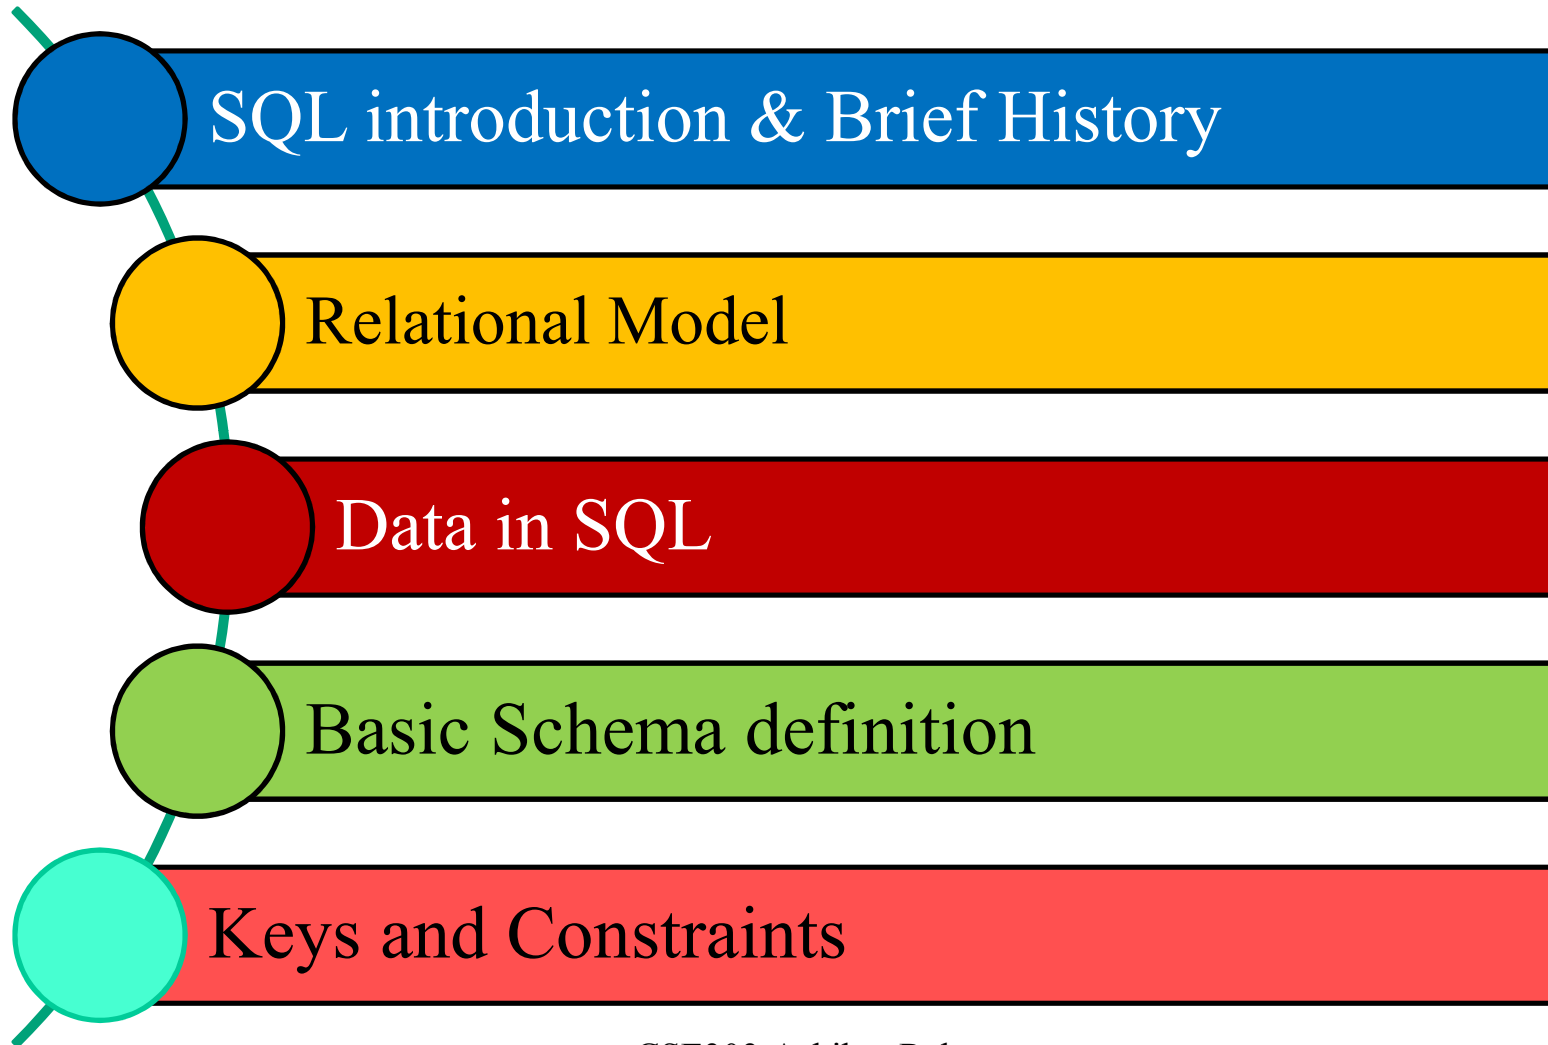 SQL introduction & Brief History
Relational Model
Data in SQL
Basic Schema definition
Keys and Constraints